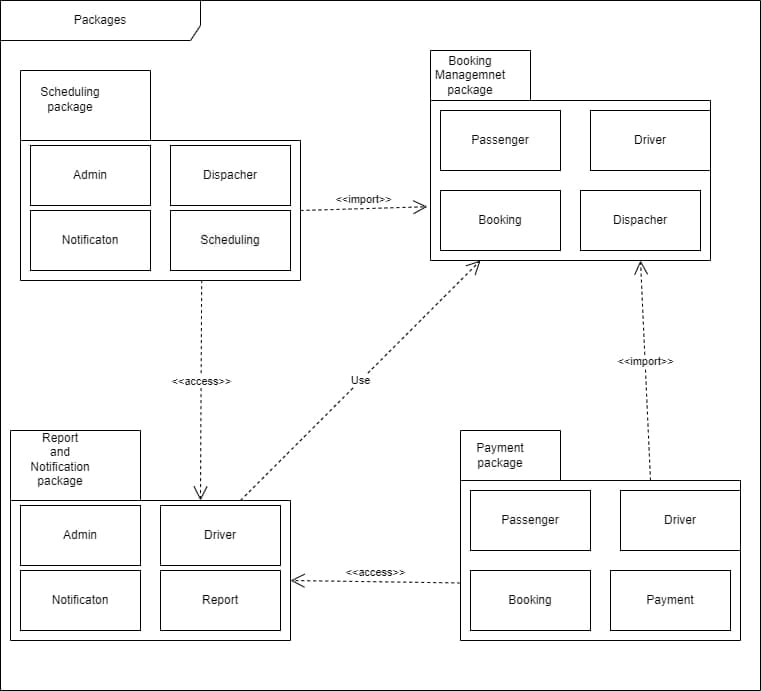 Packages
Scheduling
package
Admin
Dispacher
Notificaton
Scheduling
<<import>>
Booking
Managemnet
package
Passenger
Driver
Booking
Dispacher
<<access>>
Use
<<import>>
Report
and
Notification
package
Admin
Driver
Notificaton
Report
<<access>>
Payment
package
Passenger
Driver
Booking
Payment